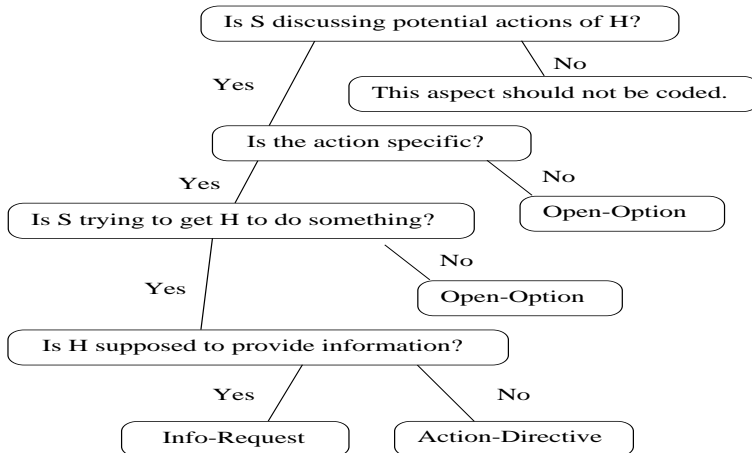 Is S discussing potential actions of H?
Yes
No
This aspect should not be coded.
Is the action specific?
Yes
No
Open-Option
Is S trying to get H to do something?
No
Open-Option
Yes
Is H supposed to provide information?
Yes
No
Info-Request
Action-Directive